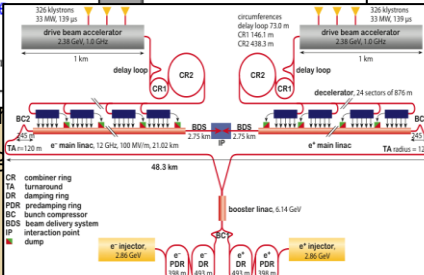 326 klystrons
33 MW, 139 μs
drive beam accelerator
2.38 GeV, 1.0 GHz
1 km
delay loop
CR1
CR2
circumferences
delay loop 73.0 m
CR1 146.1 m
CR2 438.3 m
326 klystrons
33 MW, 139 μs
drive beam accelerator
2.38 GeV, 1.0 GHz
1 km
CR2
CR1
delay loop
decelerator, 24 sectors of 876 m
BC2
245 m
TA r=120 m
e⁻ main linac, 12 GHz, 100 MV/m, 21.02 km
BDS
2.75 km
IP
BDS
2.75 km
e⁺ main linac
BC
245
TA radius = 12
48.3 km
CR combiner ring
TA turnaround
DR damping ring
PDR predamping ring
BC bunch compressor
BDS beam delivery system
IP interaction point
dump
booster linac, 6.14 GeV
BC1
e⁻ injector,
2.86 GeV
e⁻
PDR
398 m
e⁻
DR
493 m
e⁺
DR
493 m
e⁺
PDR
398 m
e⁺ injector,
2.86 GeV